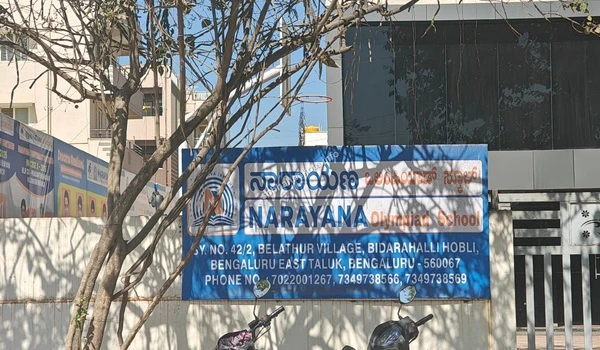 ನಾರಾಯಣ ಒಲಿಂಪಿಯಾಡ್ ಸ್ಕೂಲ್
NARAYANA Olympiad School
SY. NO. 42/2, BELATHUR VILLAGE, BIDARAHALLI HOBLI,
BENGALURU EAST TALUK, BENGALURU - 560067
PHONE NO : 7022001267, 7349738566, 7349738569